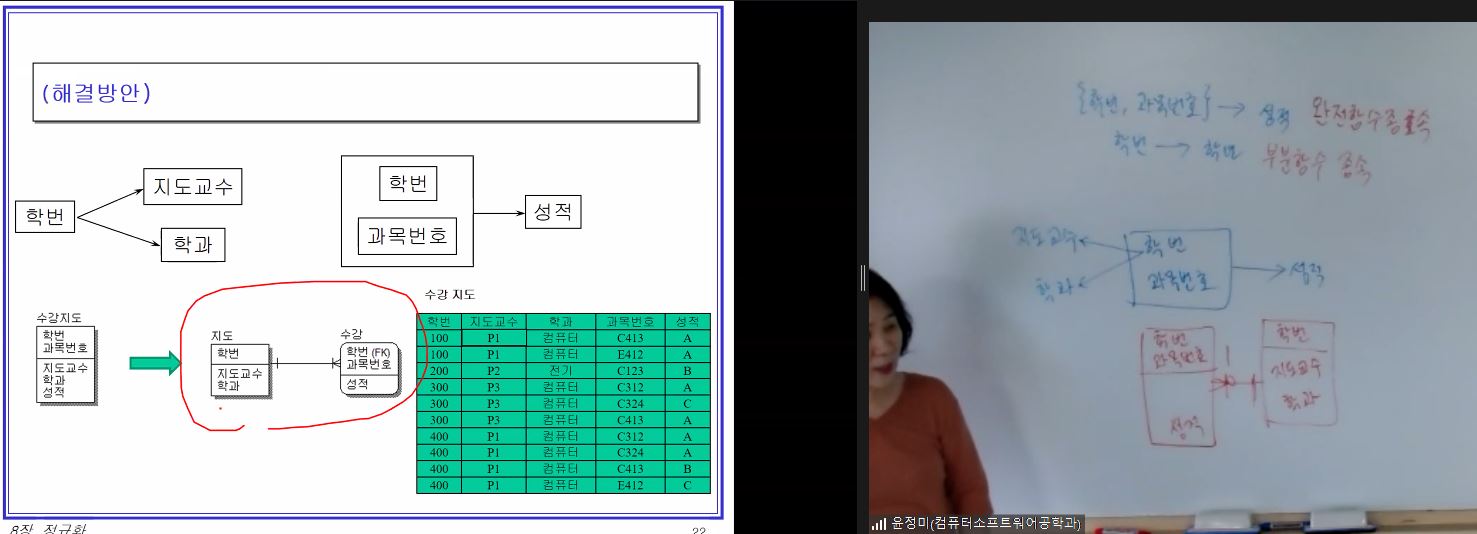 (해결방안)
지도교수
학번
학과
학번
과목번호
성적
수강지도
학번
과목번호
지도교수
학과
성적
지도
학번
지도교수
학과
수강
학번 (FK)
과목번호
성적
수강 지도
학번 지도교수 학과 과목번호 성적
100 P1 컴퓨터 C413 A
100 P1 컴퓨터 E412 A
200 P2 전기 C123 B
300 P3 컴퓨터 C312 A
300 P3 컴퓨터 C324 C
300 P3 컴퓨터 C413 A
400 P1 컴퓨터 C312 A
400 P1 컴퓨터 C324 A
400 P1 컴퓨터 C413 B
400 P1 컴퓨터 E412 C
8장 정규화
22
{학번, 과목번호} → 성적 완전함수종속
학번 → 학년 부분함수 종속
지도교수
학과
학번
과목번호
성적
학번
과목번호
성적
학번
지도교수
학과
윤정미(컴퓨터소프트웨어공학과)